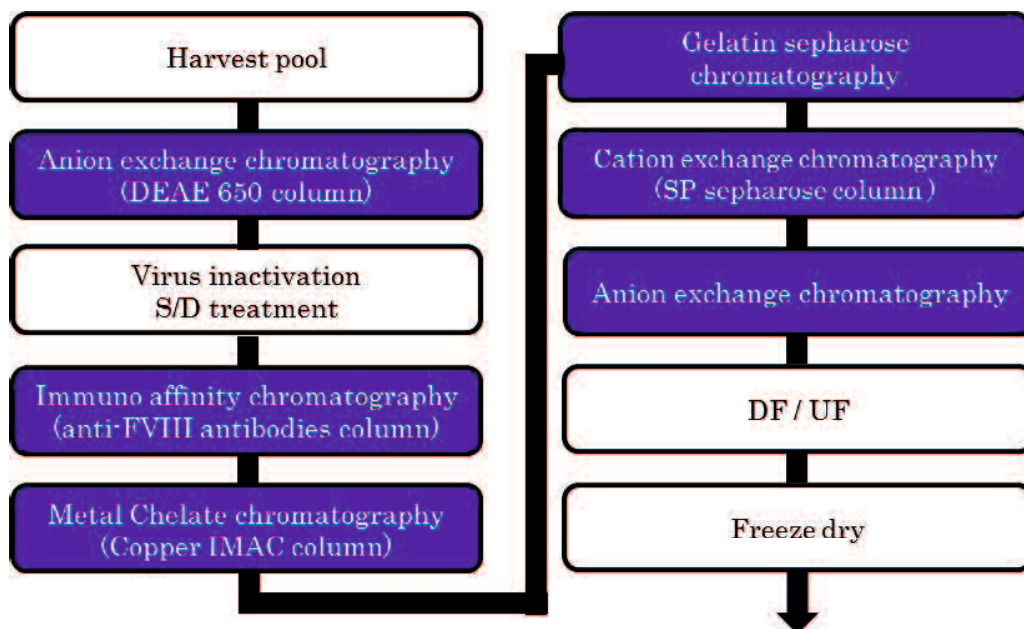 Harvest pool
Anion exchange chromatography
(DEAE 650 column)
Virus inactivation
S/D treatment
Immuno affinity chromatography
(anti-FVIII antibodies column)
Metal Chelate chromatography
(Copper IMAC column)
Gelatin sepharose
chromatography
Cation exchange chromatography
(SP sepharose column)
Anion exchange chromatography
DF / UF
Freeze dry